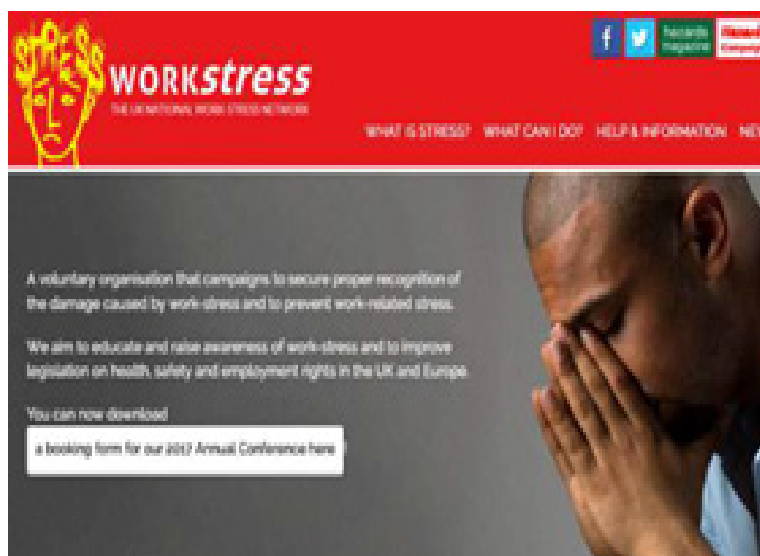 STRESS
WORKstress
THE UK NATIONAL WORK STRESS NETWORK
f
hazards
magazine
WHAT IS STRESS? WHAT CAN I DO? HELP & INFORMATION
A voluntary organisation that campaigns to secure proper recognition of
the damage caused by work-stress and to prevent work-related stress.
We aim to educate and raise awareness of work-stress and to improve
legislation on health, safety and employment rights in the UK and Europe.
You can now download
a booking form for our 2017 Annual Conference here